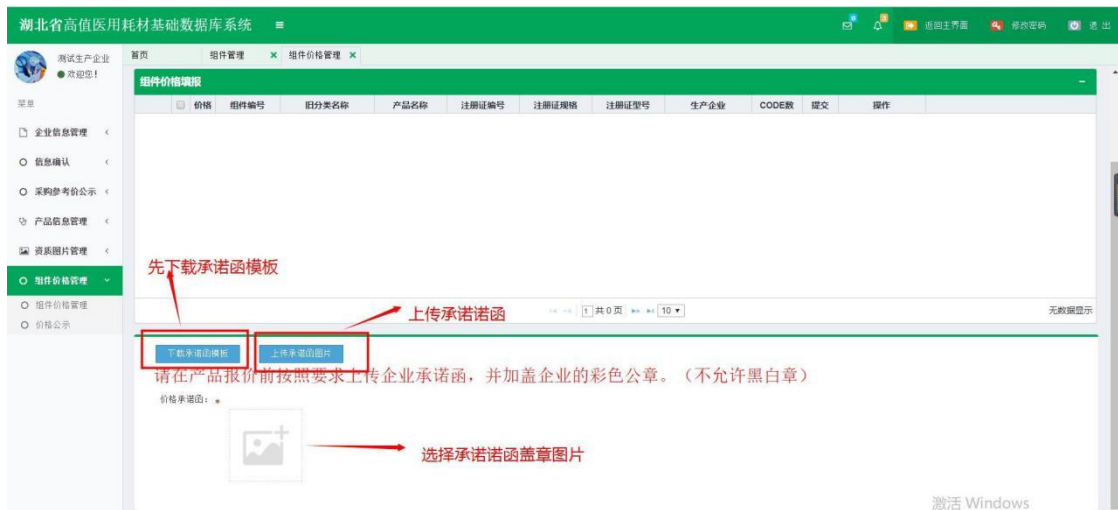 湖北省高值医用耗材基础数据库系统
返回主界面 修改密码 退出
测试生产企业
欢迎您!
首页 组件管理 × 组件价格管理 ×
菜单
企业信息管理
信息确认
采购参考价公示
产品信息管理
资质图片管理
组件价格管理
组件价格管理
价格公示
组件价格填报
价格 组件编号 旧分类名称 产品名称 注册证编号 注册证规格 注册证型号 生产企业 CODE数 提交 操作
先下载承诺函模板
上传承诺诺函
1 共 0 页 10
无数据显示
下载承诺函模板 上传承诺函图片
请在产品报价前按照要求上传企业承诺函，并加盖企业的彩色公章。（不允许黑白章）
价格承诺函：
选择承诺诺函盖章图片
激活 Windows